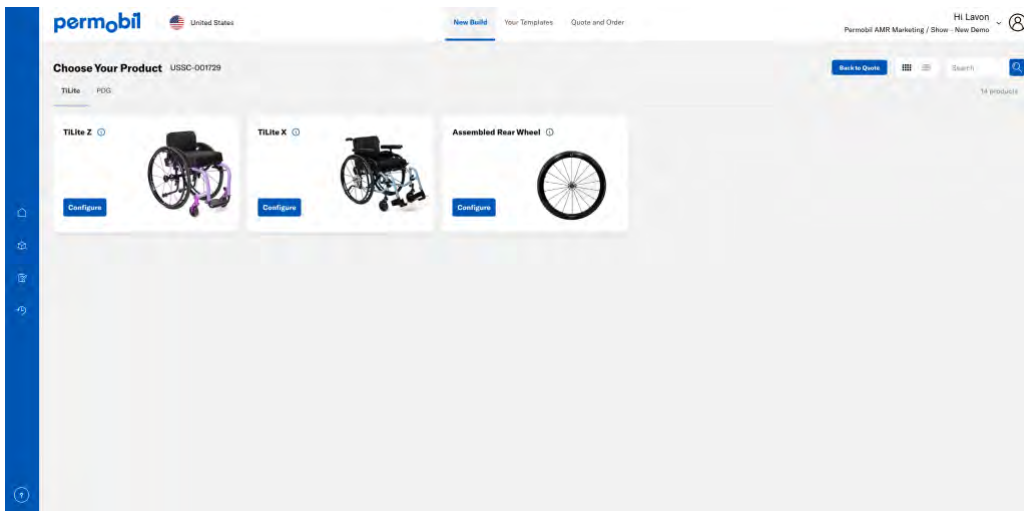 permobil
United States
New Build
Your Templates
Quote and Order
Hi Lavon
Permobil AMR Marketing / Show - New Demo
Choose Your Product USSC-001729
Back to Quote
Search
TiLite PDG
14 products
TiLite Z
TiLite X
Assembled Rear Wheel
Configure
Configure
Configure